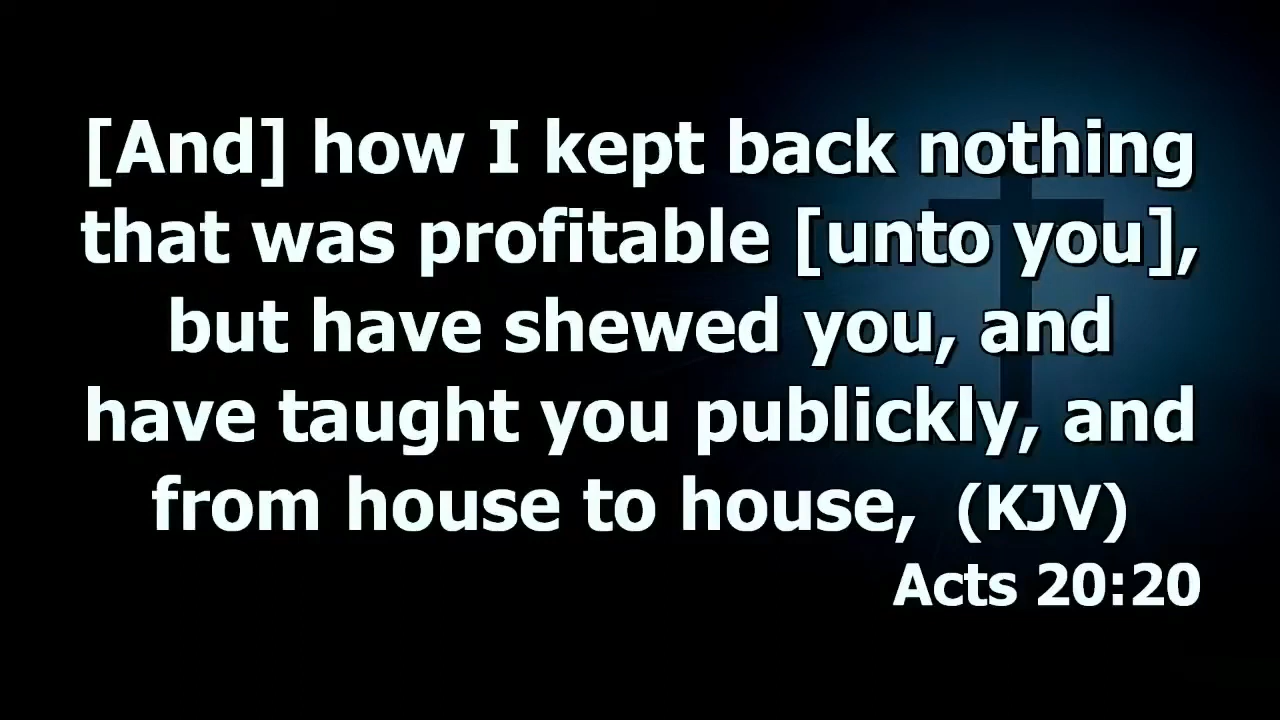 [And] how I kept back nothing
that was profitable [unto you],
but have shewed you, and
have taught you publickly, and
from house to house,  (KJV)
Acts 20:20